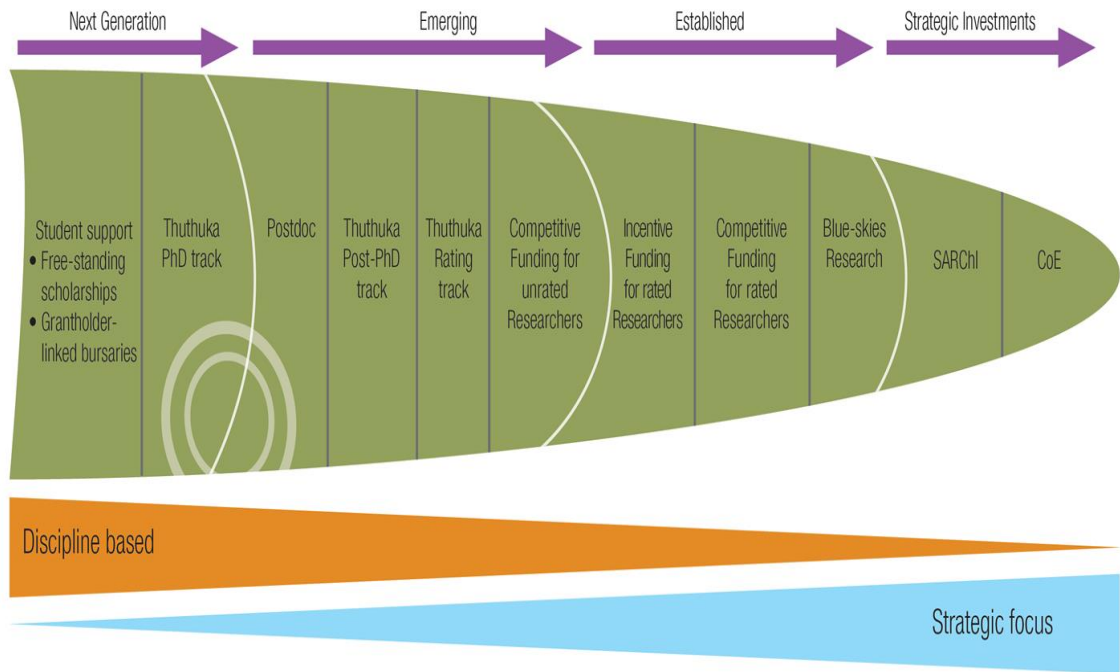 Next Generation
Emerging
Established
Strategic Investments
Student support
• Free-standing
scholarships
• Grantholder-
linked bursaries
Thuthuka
PhD track
Postdoc
Thuthuka
Post-PhD
track
Thuthuka
Rating
track
Competitive
Funding for
unrated
Researchers
Incentive
Funding
for rated
Researchers
Competitive
Funding
for rated
Researchers
Blue-skies
Research
SARChI
CoE
Discipline based
Strategic focus